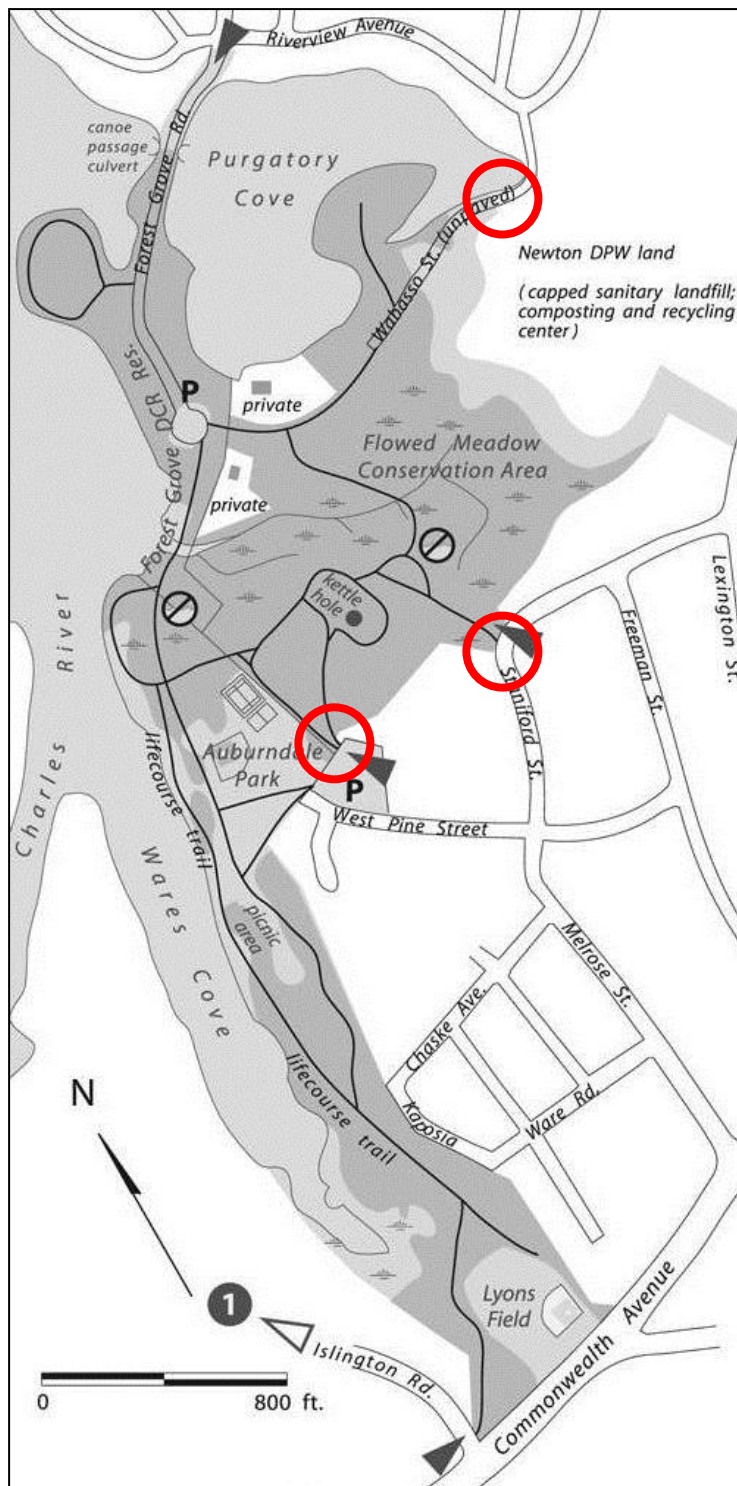 Riverview Avenue
canoe
passage
culvert
Forest Grove Rd.
Purgatory
Cove
Wabasso St. (unpaved)
Newton DPW land
(capped sanitary landfill;
composting and recycling
center)
P
private
Forest Grove DCR Res.
Flowed Meadow
Conservation Area
private
kettle
hole
Lexington St.
Freeman St.
Staniford St.
Charles River
Auburndale
Park
P
West Pine Street
lifecourse trail
Wares Cove
picnic
area
Melrose St.
Chaske Ave.
Ware Rd.
Kaposia
lifecourse trail
N
1
Lyons
Field
Islington Rd.
Commonwealth Avenue
0 800 ft.